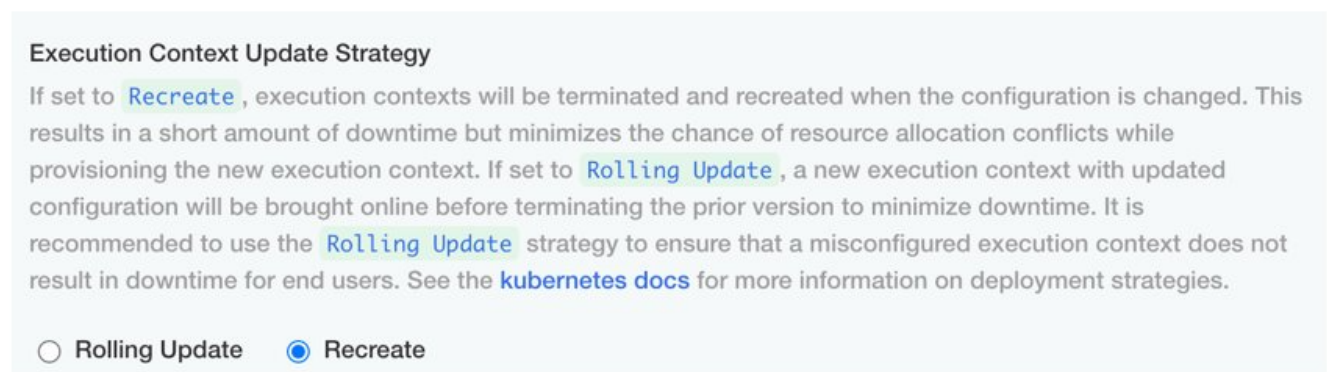 Execution Context Update Strategy
If set to Recreate, execution contexts will be terminated and recreated when the configuration is changed. This
results in a short amount of downtime but minimizes the chance of resource allocation conflicts while
provisioning the new execution context. If set to Rolling Update, a new execution context with updated
configuration will be brought online before terminating the prior version to minimize downtime. It is
recommended to use the Rolling Update strategy to ensure that a misconfigured execution context does not
result in downtime for end users. See the kubernetes docs for more information on deployment strategies.
Rolling Update Recreate